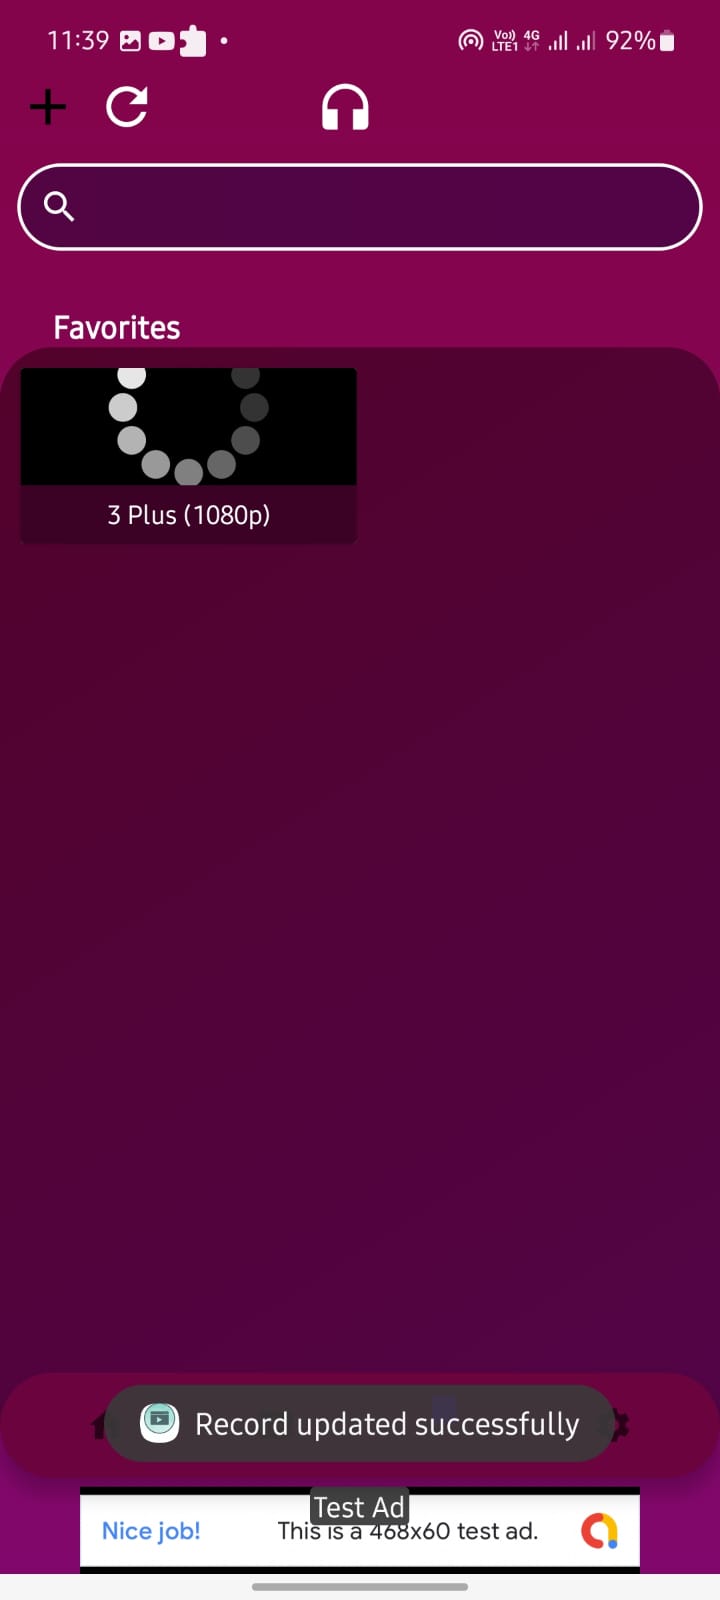 11:39
Vo)) 4G
LTE1
92%
Favorites
3 Plus (1080p)
Record updated successfully
Test Ad
Nice job!
This is a 468x60 test ad.